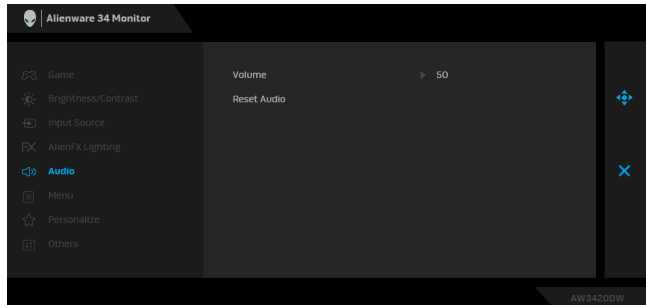 Alienware 34 Monitor
Game
Brightness/Contrast
Input Source
AlienFX Lighting
Audio
Menu
Personalize
Others
Volume 50
Reset Audio
AW3420DW